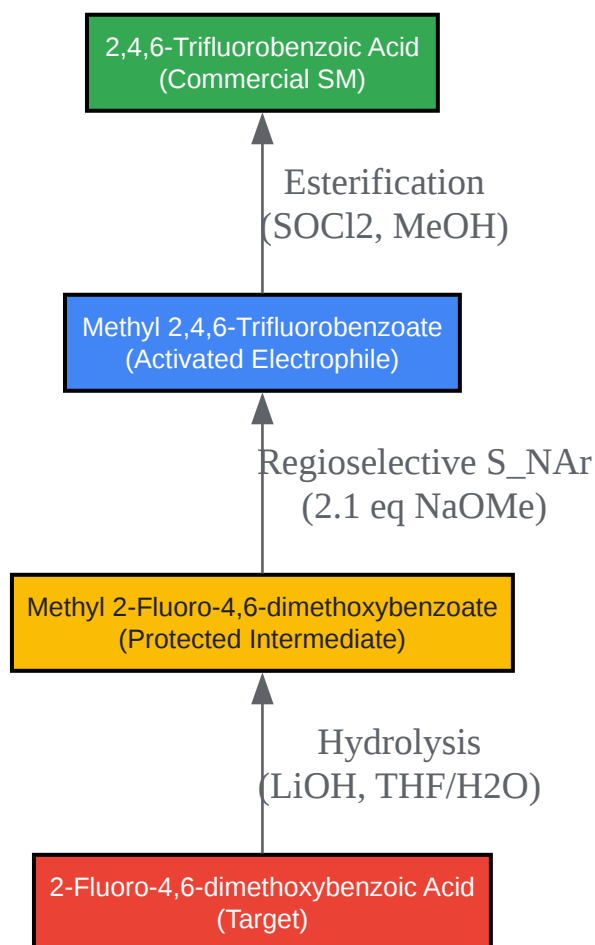 2,4,6-Trifluorobenzoic Acid
(Commercial SM)
Esterification
(SOCl2, MeOH)
Methyl 2,4,6-Trifluorobenzoate
(Activated Electrophile)
Regioselective S_NAr
(2.1 eq NaOMe)
Methyl 2-Fluoro-4,6-dimethoxybenzoate
(Protected Intermediate)
Hydrolysis
(LiOH, THF/H2O)
2-Fluoro-4,6-dimethoxybenzoic Acid
(Target)